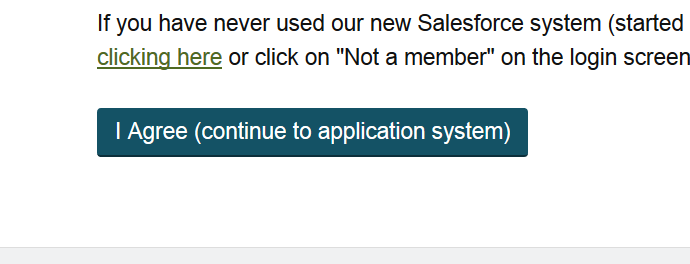 If you have never used our new Salesforce system (started
clicking here or click on "Not a member" on the login screen
I Agree (continue to application system)